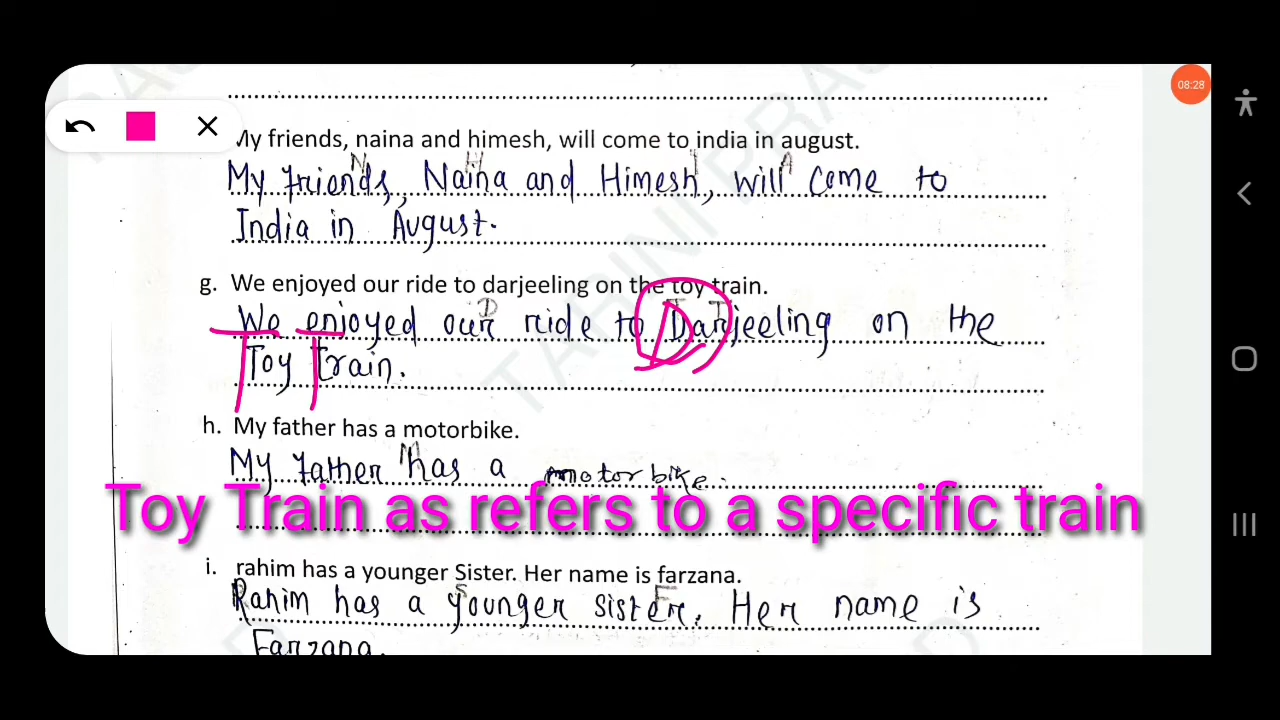 08:28
My friends, naina and himesh, will come to india in august.
N H I A
My friends, Naina and Himesh, will come to
India in August.
g. We enjoyed our ride to darjeeling on the toy train.
D T T
We enjoyed our ride to Darjeeling on the
Toy Train.
h. My father has a motorbike.
My father has a motorbike.
Toy Train as refers to a specific train
i. rahim has a younger Sister. Her name is farzana.
Rahim has a younger sister. Her name is
Farzana.